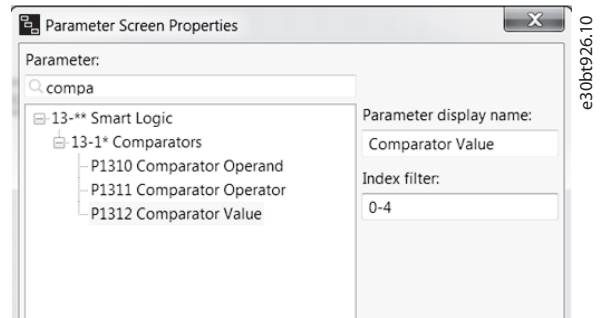 Parameter Screen Properties
X
Parameter:
compa
13-** Smart Logic
13-1* Comparators
P1310 Comparator Operand
P1311 Comparator Operator
P1312 Comparator Value
Parameter display name:
Comparator Value
Index filter:
0-4
e30bt926.10